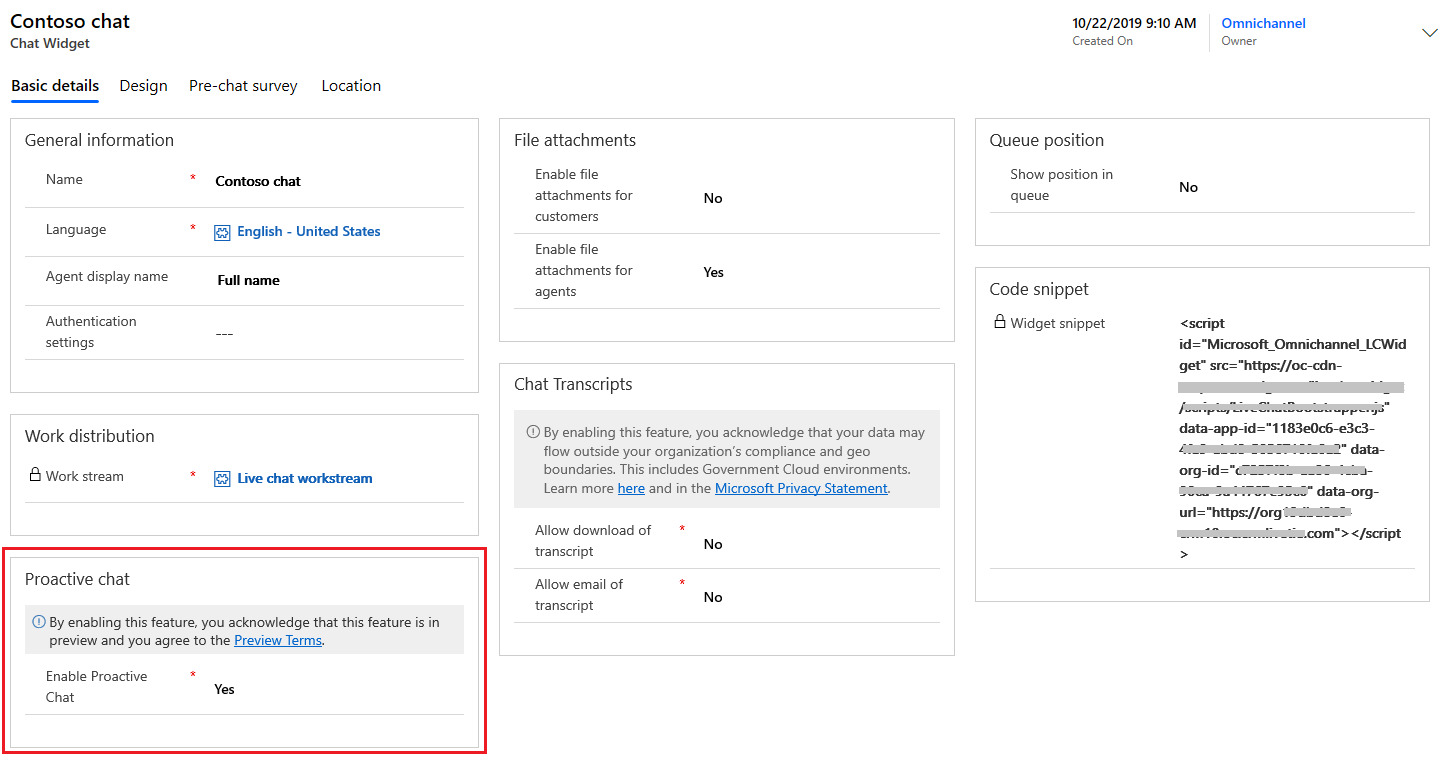 Contoso chat
Chat Widget
10/22/2019 9:10 AM
Created On
Omnichannel
Owner
Basic details
Design
Pre-chat survey
Location
General information
Name
*
Contoso chat
Language
*
English - United States
Agent display name
Full name
Authentication
settings
---
Work distribution
Work stream
*
Live chat workstream
Proactive chat
By enabling this feature, you acknowledge that this feature is in
preview and you agree to the Preview Terms.
Enable Proactive
Chat
*
Yes
File attachments
Enable file
attachments for
customers
No
Enable file
attachments for
agents
Yes
Chat Transcripts
By enabling this feature, you acknowledge that your data may
flow outside your organization's compliance and geo
boundaries. This includes Government Cloud environments.
Learn more here and in the Microsoft Privacy Statement.
Allow download of
transcript
*
No
Allow email of
transcript
*
No
Queue position
Show position in
queue
No
Code snippet
Widget snippet
<script
id="Microsoft_Omnichannel_LCWid
get" src="https://oc-cdn-
/scripts/LiveChatBootstrapper.js"
data-app-id="1183e0c6-e3c3-
" data-
org-id="
" data-org-
url="https://org
.com"></script
>